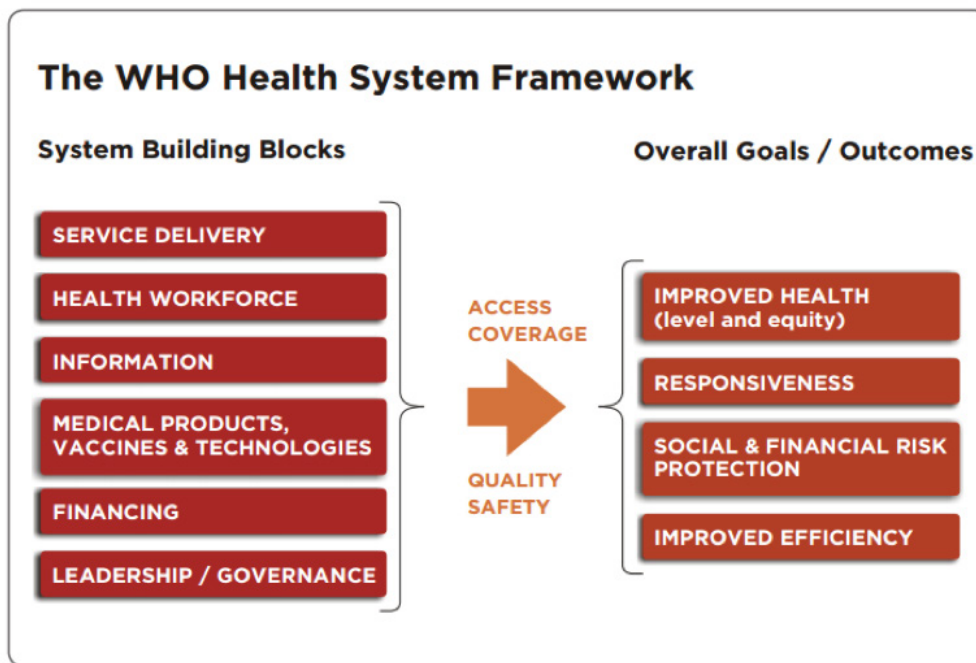 The WHO Health System Framework
System Building Blocks
SERVICE DELIVERY
HEALTH WORKFORCE
INFORMATION
MEDICAL PRODUCTS,
VACCINES & TECHNOLOGIES
FINANCING
LEADERSHIP / GOVERNANCE
ACCESS
COVERAGE
QUALITY
SAFETY
Overall Goals / Outcomes
IMPROVED HEALTH
(level and equity)
RESPONSIVENESS
SOCIAL & FINANCIAL RISK
PROTECTION
IMPROVED EFFICIENCY